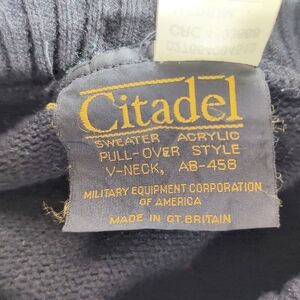 Citadel
SWEATER ACRYLIC
PULL-OVER STYLE
V-NECK, AB-458
MILITARY EQUIPMENT CORPORATION
OF AMERICA
MADE IN GT. BRITAIN